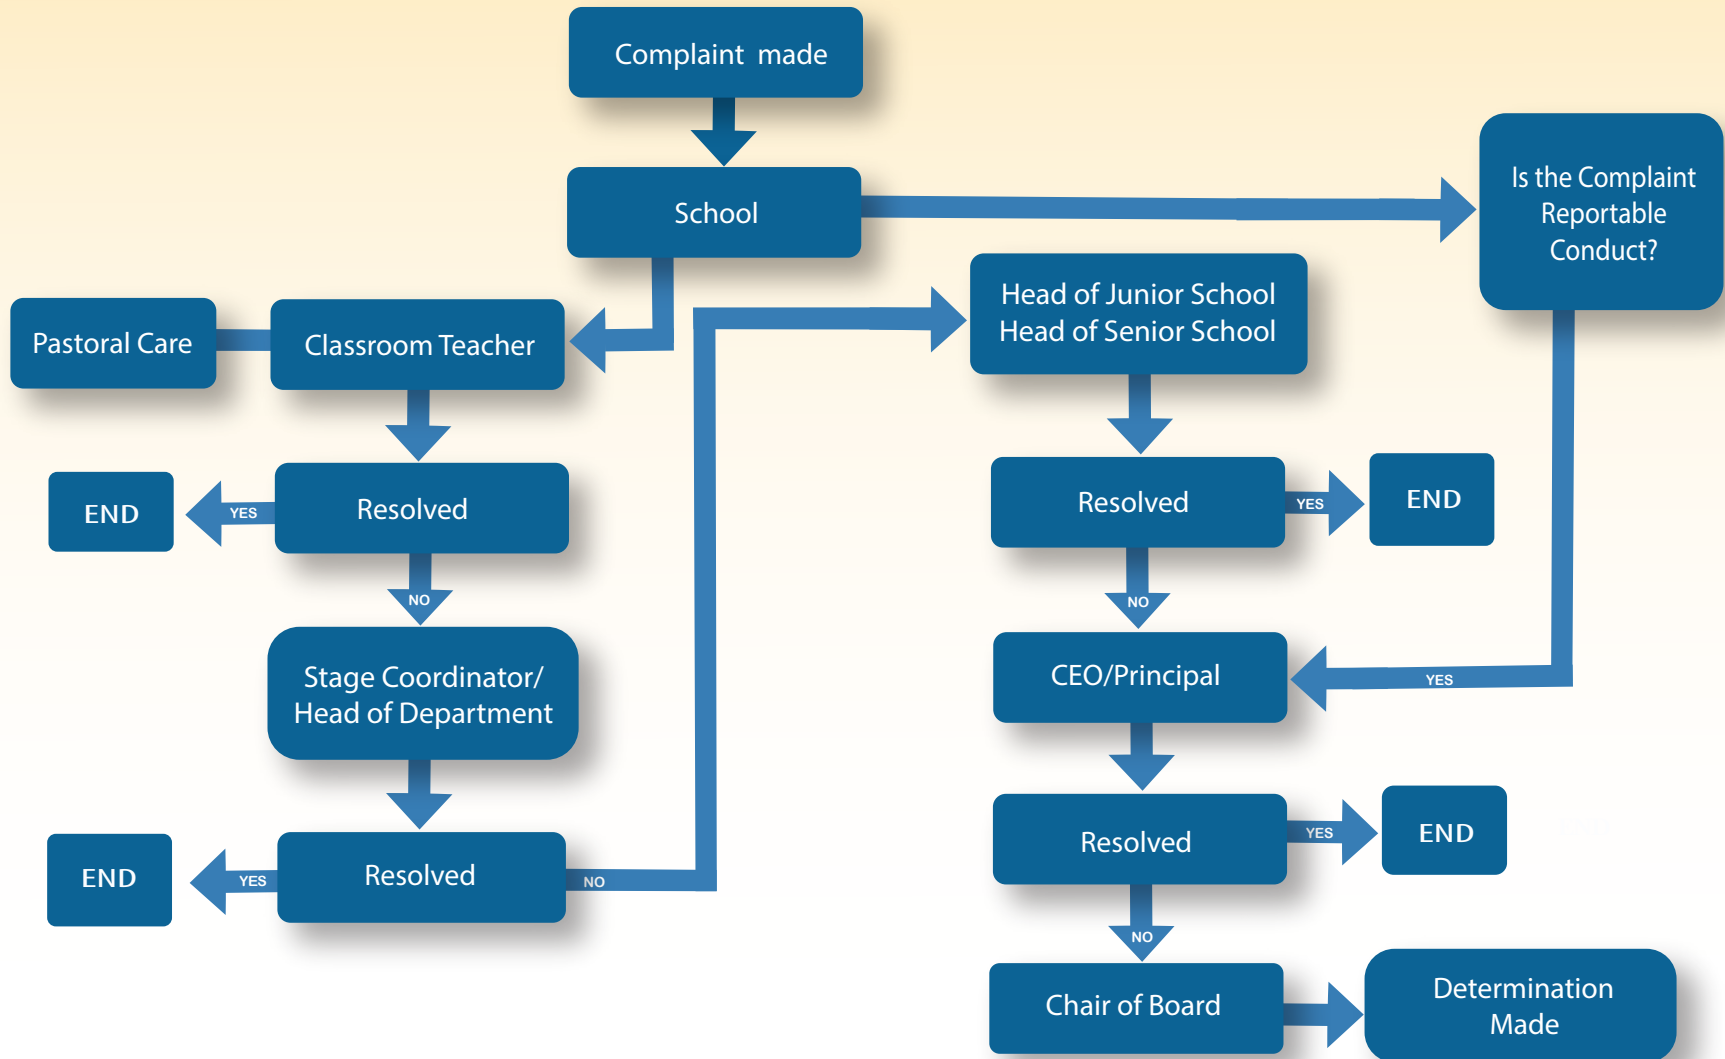 Complaint made
School
Is the Complaint
Reportable
Conduct?
Pastoral Care
Classroom Teacher
Head of Junior School
Head of Senior School
END
YES
Resolved
Resolved
YES
END
NO
NO
Stage Coordinator/
Head of Department
CEO/Principal
YES
END
YES
Resolved
NO
Resolved
YES
END
NO
Chair of Board
Determination
Made